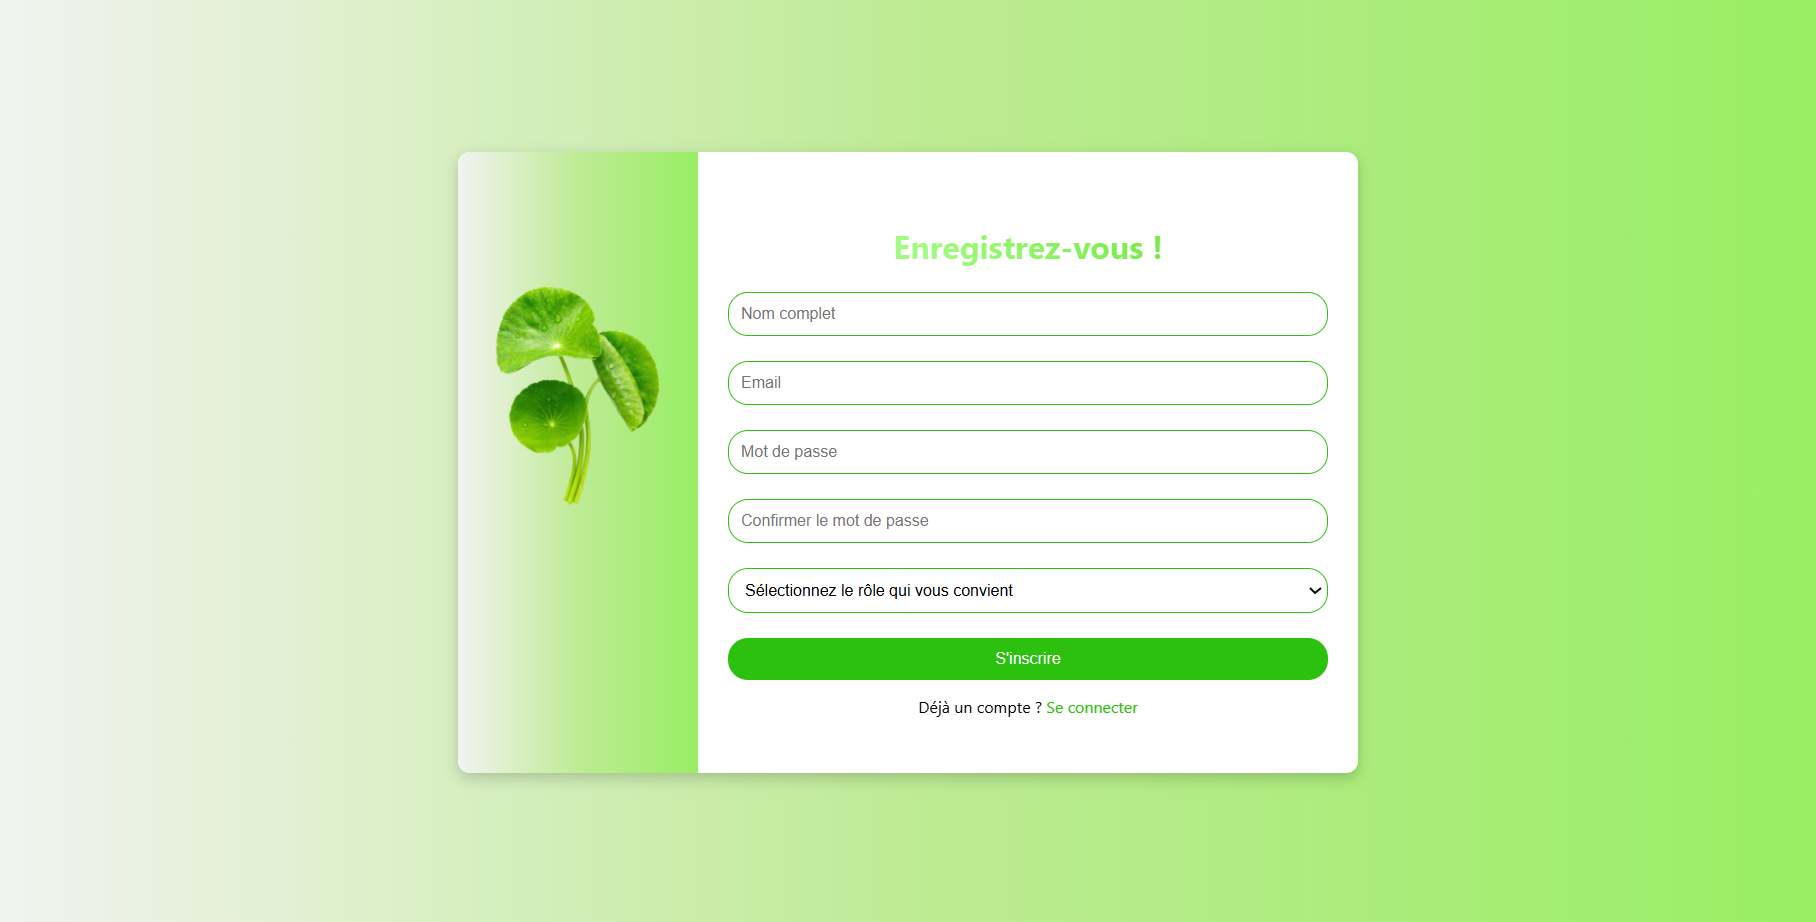 Enregistrez-vous !
Nom complet
Email
Mot de passe
Confirmer le mot de passe
Sélectionnez le rôle qui vous convient
S'inscrire
Déjà un compte ? Se connecter